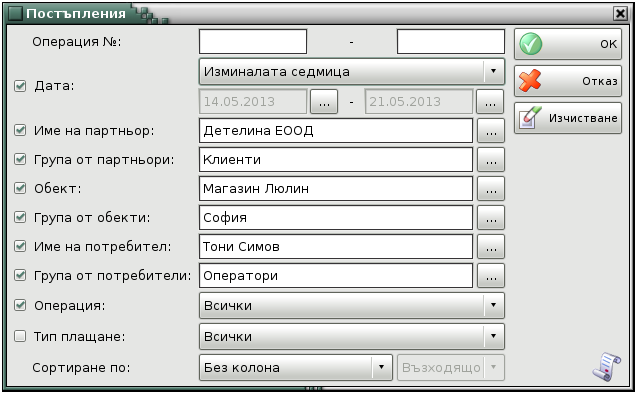 Постъпления
Операция №: -
OK
Изминалата седмица
Дата:
Отказ
14.05.2013 ... - 21.05.2013 ...
Изчистване
Име на партньор: Детелина ЕООД ...
Група от партньори: Клиенти ...
Обект: Магазин Люлин ...
Група от обекти: София ...
Име на потребител: Тони Симов ...
Група от потребители: Оператори ...
Операция: Всички
Тип плащане: Всички
Сортиране по: Без колона Възходящо